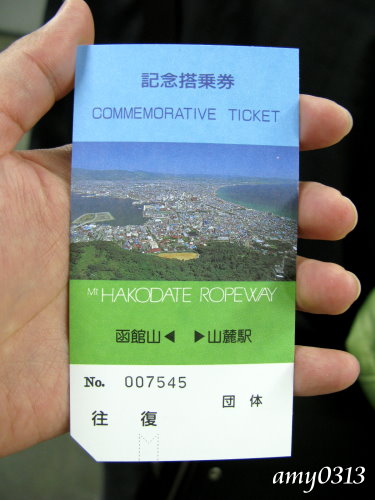 記念搭乗券
COMMEMORATIVE TICKET
Mt. HAKODATE ROPEWAY
函館山◀ ▶山麓駅
No. 007545
団体
往復
amy0313